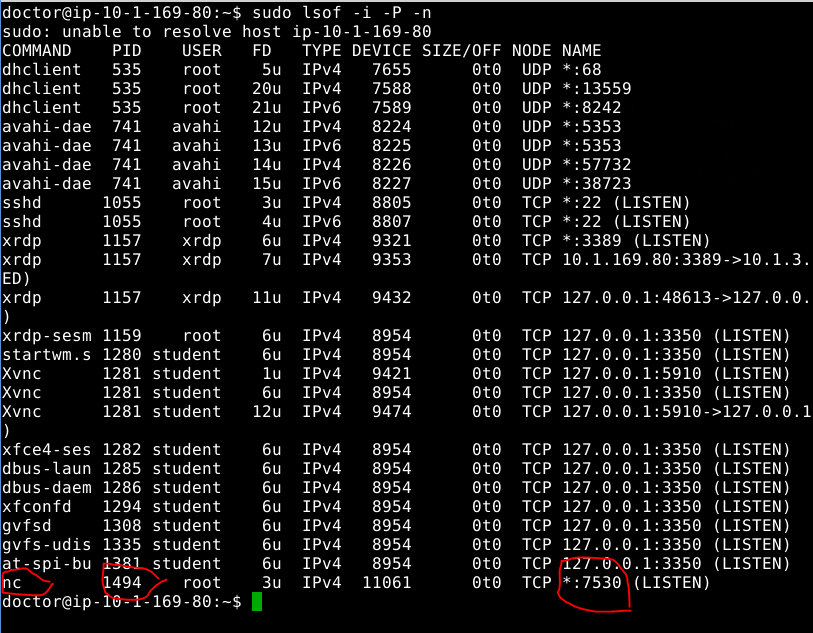 doctor@ip-10-1-169-80:~$ sudo lsof -i -P -n
sudo: unable to resolve host ip-10-1-169-80
COMMAND    PID    USER   FD   TYPE DEVICE SIZE/OFF NODE NAME
dhclient   535    root    5u  IPv4   7655      0t0  UDP *:68
dhclient   535    root   20u  IPv4   7588      0t0  UDP *:13559
dhclient   535    root   21u  IPv6   7589      0t0  UDP *:8242
avahi-dae  741   avahi   12u  IPv4   8224      0t0  UDP *:5353
avahi-dae  741   avahi   13u  IPv6   8225      0t0  UDP *:5353
avahi-dae  741   avahi   14u  IPv4   8226      0t0  UDP *:57732
avahi-dae  741   avahi   15u  IPv6   8227      0t0  UDP *:38723
sshd      1055    root    3u  IPv4   8805      0t0  TCP *:22 (LISTEN)
sshd      1055    root    4u  IPv6   8807      0t0  TCP *:22 (LISTEN)
xrdp      1157    xrdp    6u  IPv4   9321      0t0  TCP *:3389 (LISTEN)
xrdp      1157    xrdp    7u  IPv4   9353      0t0  TCP 10.1.169.80:3389->10.1.3.
ED)
xrdp      1157    xrdp   11u  IPv4   9432      0t0  TCP 127.0.0.1:48613->127.0.0.
)
xrdp-sesm 1159    root    6u  IPv4   8954      0t0  TCP 127.0.0.1:3350 (LISTEN)
startwm.s 1280 student    6u  IPv4   8954      0t0  TCP 127.0.0.1:3350 (LISTEN)
Xvnc      1281 student    1u  IPv4   9421      0t0  TCP 127.0.0.1:5910 (LISTEN)
Xvnc      1281 student    6u  IPv4   8954      0t0  TCP 127.0.0.1:3350 (LISTEN)
Xvnc      1281 student   12u  IPv4   9474      0t0  TCP 127.0.0.1:5910->127.0.0.1
)
xfce4-ses 1282 student    6u  IPv4   8954      0t0  TCP 127.0.0.1:3350 (LISTEN)
dbus-laun 1285 student    6u  IPv4   8954      0t0  TCP 127.0.0.1:3350 (LISTEN)
dbus-daem 1286 student    6u  IPv4   8954      0t0  TCP 127.0.0.1:3350 (LISTEN)
xfconfd   1294 student    6u  IPv4   8954      0t0  TCP 127.0.0.1:3350 (LISTEN)
gvfsd     1308 student    6u  IPv4   8954      0t0  TCP 127.0.0.1:3350 (LISTEN)
gvfs-udis 1335 student    6u  IPv4   8954      0t0  TCP 127.0.0.1:3350 (LISTEN)
at-spi-bu 1381 student    6u  IPv4   8954      0t0  TCP 127.0.0.1:3350 (LISTEN)
nc        1494    root    3u  IPv4  11061      0t0  TCP *:7530 (LISTEN)
doctor@ip-10-1-169-80:~$